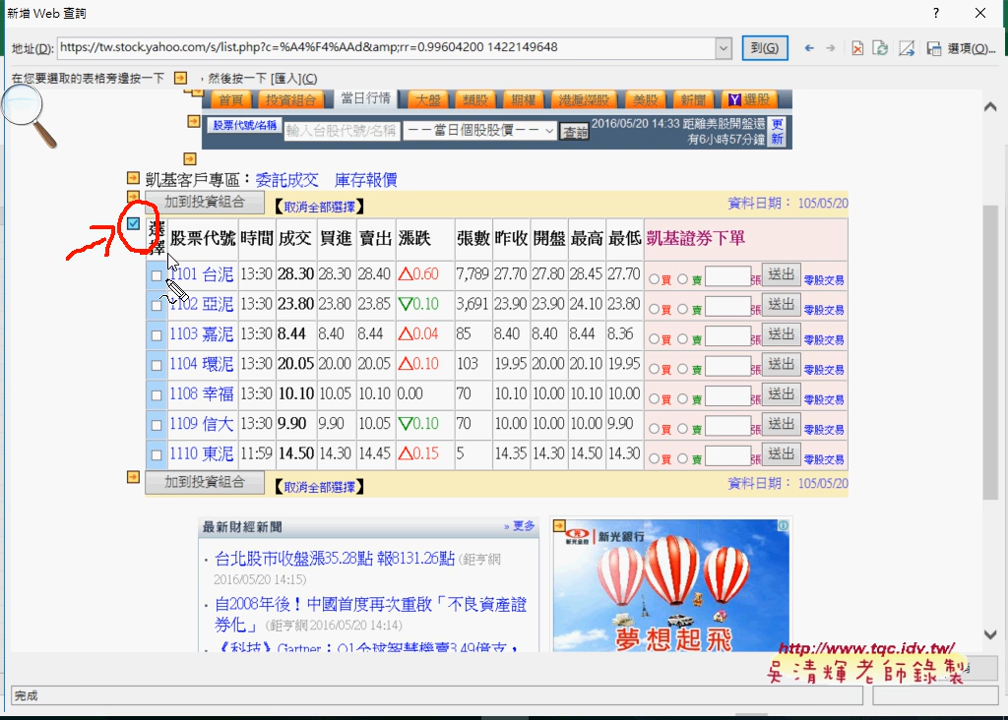 新增 Web 查詢
? ×
地址(D): https://tw.stock.yahoo.com/s/list.php?c=%A4%F4%AAd&amp;rr=0.99604200 1422149648 到(G) 選項(O)...
在您要選取的表格旁邊按一下 ，然後按一下 [匯入](C)
首頁 投資組合 當日行情 大盤 類股 期權 港滬深股 美股 新聞 Y選股
股票代號/名稱 輸入台股代號/名稱 －－當日個股股價－－ 查詢 2016/05/20 14:33 距離美股開盤還 更
有6小時57分鐘 新
凱基客戶專區：委託成交 庫存報價
加到投資組合 【取消全部選擇】 資料日期： 105/05/20
選擇 股票代號 時間 成交 買進 賣出 漲跌 張數 昨收 開盤 最高 最低 凱基證券下單
1101 台泥 13:30 28.30 28.30 28.40 △0.60 7,789 27.70 27.80 28.45 27.70 買 賣 張 送出 零股交易
1102 亞泥 13:30 23.80 23.80 23.85 ▽0.10 3,691 23.90 23.90 24.10 23.80 買 賣 張 送出 零股交易
1103 嘉泥 13:30 8.44 8.40 8.44 △0.04 85 8.40 8.40 8.44 8.36 買 賣 張 送出 零股交易
1104 環泥 13:30 20.05 20.00 20.05 △0.10 103 19.95 20.00 20.10 19.95 買 賣 張 送出 零股交易
1108 幸福 13:30 10.10 10.05 10.10 0.00 70 10.10 10.00 10.10 10.00 買 賣 張 送出 零股交易
1109 信大 13:30 9.90 9.90 10.05 ▽0.10 70 10.00 10.00 10.00 9.90 買 賣 張 送出 零股交易
1110 東泥 11:59 14.50 14.30 14.45 △0.15 5 14.35 14.30 14.50 14.30 買 賣 張 送出 零股交易
加到投資組合 【取消全部選擇】 資料日期： 105/05/20
最新財經新聞 » 更多
台北股市收盤漲35.28點 報8131.26點 (鉅亨網
2016/05/20 14:15)
自2008年後！中國首度再次重啟「不良資產證
券化」 (鉅亨網 2016/05/20 14:14)
《科技》Gartner：Q1全球智慧機賣3.49億支，
新光金控 新光銀行
夢想起飛
http://www.tqc.idv.tw/
吳清輝老師錄製
完成